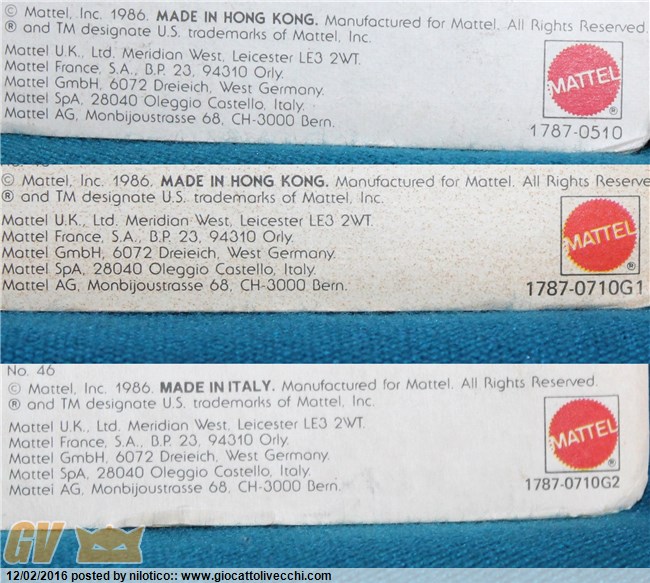 © Mattel, Inc. 1986. MADE IN HONG KONG. Manufactured for Mattel. All Rights Reserved.
® and TM designate U.S. trademarks of Mattel, Inc.
Mattel U.K., Ltd. Meridian West, Leicester LE3 2WT.
Mattel France, S.A., B.P. 23, 94310 Orly.
Mattel GmbH, 6072 Dreieich, West Germany.
Mattel SpA, 28040 Oleggio Castello, Italy.
Mattel AG, Monbijoustrasse 68, CH-3000 Bern.
MATTEL
®
1787-0510
© Mattel, Inc. 1986. MADE IN HONG KONG. Manufactured for Mattel. All Rights Reserve
® and TM designate U.S. trademarks of Mattel, Inc.
Mattel U.K., Ltd. Meridian West, Leicester LE3 2WT.
Mattel France, S.A., B.P. 23, 94310 Orly.
Mattel GmbH, 6072 Dreieich, West Germany.
Mattel SpA, 28040 Oleggio Castello, Italy.
Mattel AG, Monbijoustrasse 68, CH-3000 Bern.
MATTEL
®
1787-0710G1
No. 46
© Mattel, Inc. 1986. MADE IN ITALY. Manufactured for Mattel. All Rights Reserved.
® and TM designate U.S. trademarks of Mattel, Inc.
Mattel U.K., Ltd. Meridian West, Leicester LE3 2WT.
Mattel France, S.A., B.P. 23, 94310 Orly.
Mattel GmbH, 6072 Dreieich, West Germany.
Mattel SpA, 28040 Oleggio Castello, Italy.
Mattel AG, Monbijoustrasse 68, CH-3000 Bern.
MATTEL
®
1787-0710G2
GV
12/02/2016 posted by nilotico:: www.giocattolivecchi.com